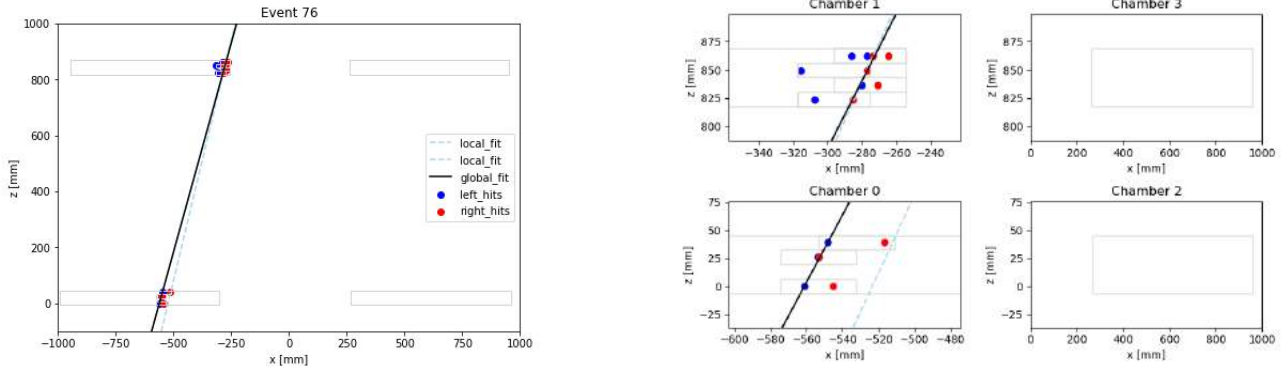 Event 76
1000
800
600
400
200
0
z [mm]
-1000 -750 -500 -250 0 250 500 750 1000
x [mm]
local_fit
local_fit
global_fit
left_hits
right_hits
Chamber 1
875
850
825
800
z [mm]
−340 −320 −300 −280 −260 −240
x [mm]
Chamber 3
875
850
825
800
z [mm]
0 200 400 600 800 1000
x [mm]
Chamber 0
75
50
25
0
−25
z [mm]
−600 −580 −560 −540 −520 −500 −480
x [mm]
Chamber 2
75
50
25
0
−25
z [mm]
0 200 400 600 800 1000
x [mm]